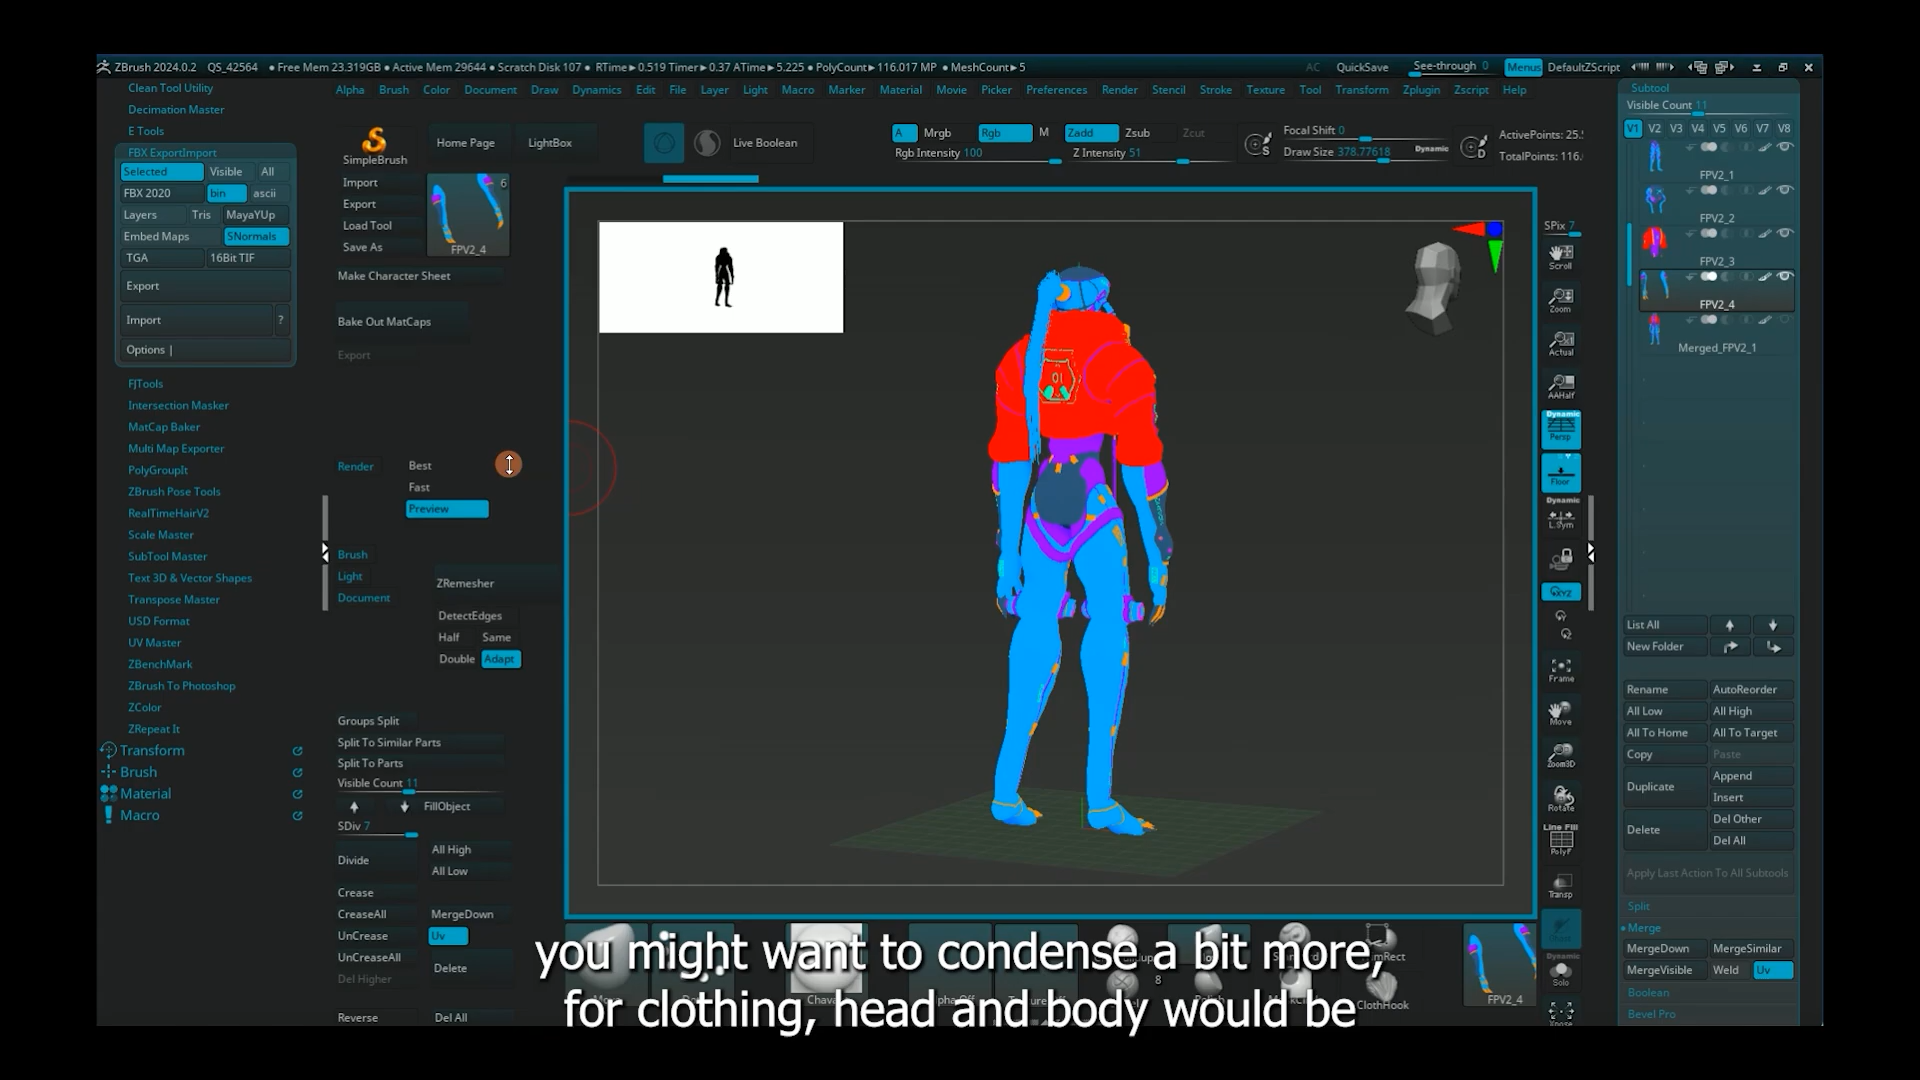 ZBrush 2024.0.2 QS_42564 ● Free Mem 23.319GB ● Active Mem 29644 ● Scratch Disk 107 ● RTime▸0.519 Timer▸0.37 ATime▸5.225 ● PolyCount▸116.017 MP ● MeshCount▸5
AC QuickSave See-through 0 Menus DefaultZScript
Alpha Brush Color Document Draw Dynamics Edit File Layer Light Macro Marker Material Movie Picker Preferences Render Stencil Stroke Texture Tool Transform Zplugin Zscript Help
Clean Tool Utility
Decimation Master
E Tools
FBX ExportImport
Selected Visible All
FBX 2020 bin ascii
Layers Tris MayaYUp
Embed Maps SNormals
TGA 16Bit TIF
Export
Import ?
Options |
FJTools
Intersection Masker
MatCap Baker
Multi Map Exporter
PolyGroupIt
ZBrush Pose Tools
RealTimeHairV2
Scale Master
SubTool Master
Text 3D & Vector Shapes
Transpose Master
USD Format
UV Master
ZBenchMark
ZBrush To Photoshop
ZColor
ZRepeat It
Transform
Brush
Material
Macro
SimpleBrush
Home Page LightBox Live Boolean
A Mrgb Rgb M Zadd Zsub Zcut
Rgb Intensity 100 Z Intensity 51
Focal Shift 0
Draw Size 378.77618 Dynamic
S D
ActivePoints: 25.5
TotalPoints: 116.
Import
Export
Load Tool
Save As
6
FPV2_4
Make Character Sheet
Bake Out MatCaps
Export
Render Best
Fast
Preview
Brush
Light
Document
ZRemesher
DetectEdges
Half Same
Double Adapt
Groups Split
Split To Similar Parts
Split To Parts
Visible Count 11
FillObject
SDiv 7
All High
Divide
All Low
Crease
CreaseAll MergeDown
UnCrease Uv
UnCreaseAll Delete
Del Higher
Reverse Del All
01
SPix 7
Scroll
Zoom
Actual
AAHalf
Dynamic
Persp
Floor
Dynamic
L.Sym
XYZ
Frame
Move
Zoom3D
Rotate
Line Fill
PolyF
Transp
Dynamic
Solo
Xpose
Subtool
Visible Count 11
V1 V2 V3 V4 V5 V6 V7 V8
FPV2_1
FPV2_2
FPV2_3
FPV2_4
Merged_FPV2_1
List All
New Folder
Rename AutoReorder
All Low All High
All To Home All To Target
Copy Paste
Duplicate Append
Insert
Delete Del Other
Del All
Apply Last Action To All Subtools
Split
Merge
MergeDown MergeSimilar
MergeVisible Weld Uv
Boolean
Bevel Pro
8
ClothHook
FPV2_4
you might want to condense a bit more,
for clothing, head and body would be